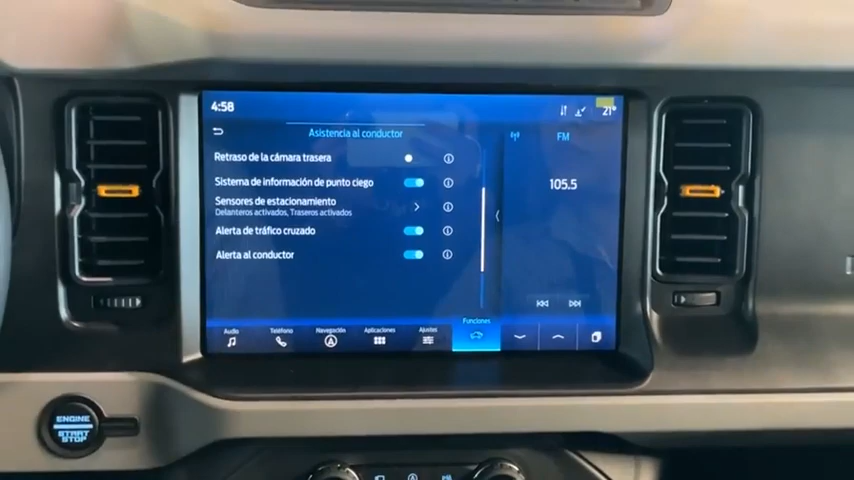 4:58
21°
Asistencia al conductor
FM
Retraso de la cámara trasera
Sistema de información de punto ciego
105.5
Sensores de estacionamiento
Delanteros activados, Traseros activados
Alerta de tráfico cruzado
Alerta al conductor
Audio
Teléfono
Navegación
Aplicaciones
Ajustes
Funciones
ENGINE
START
STOP